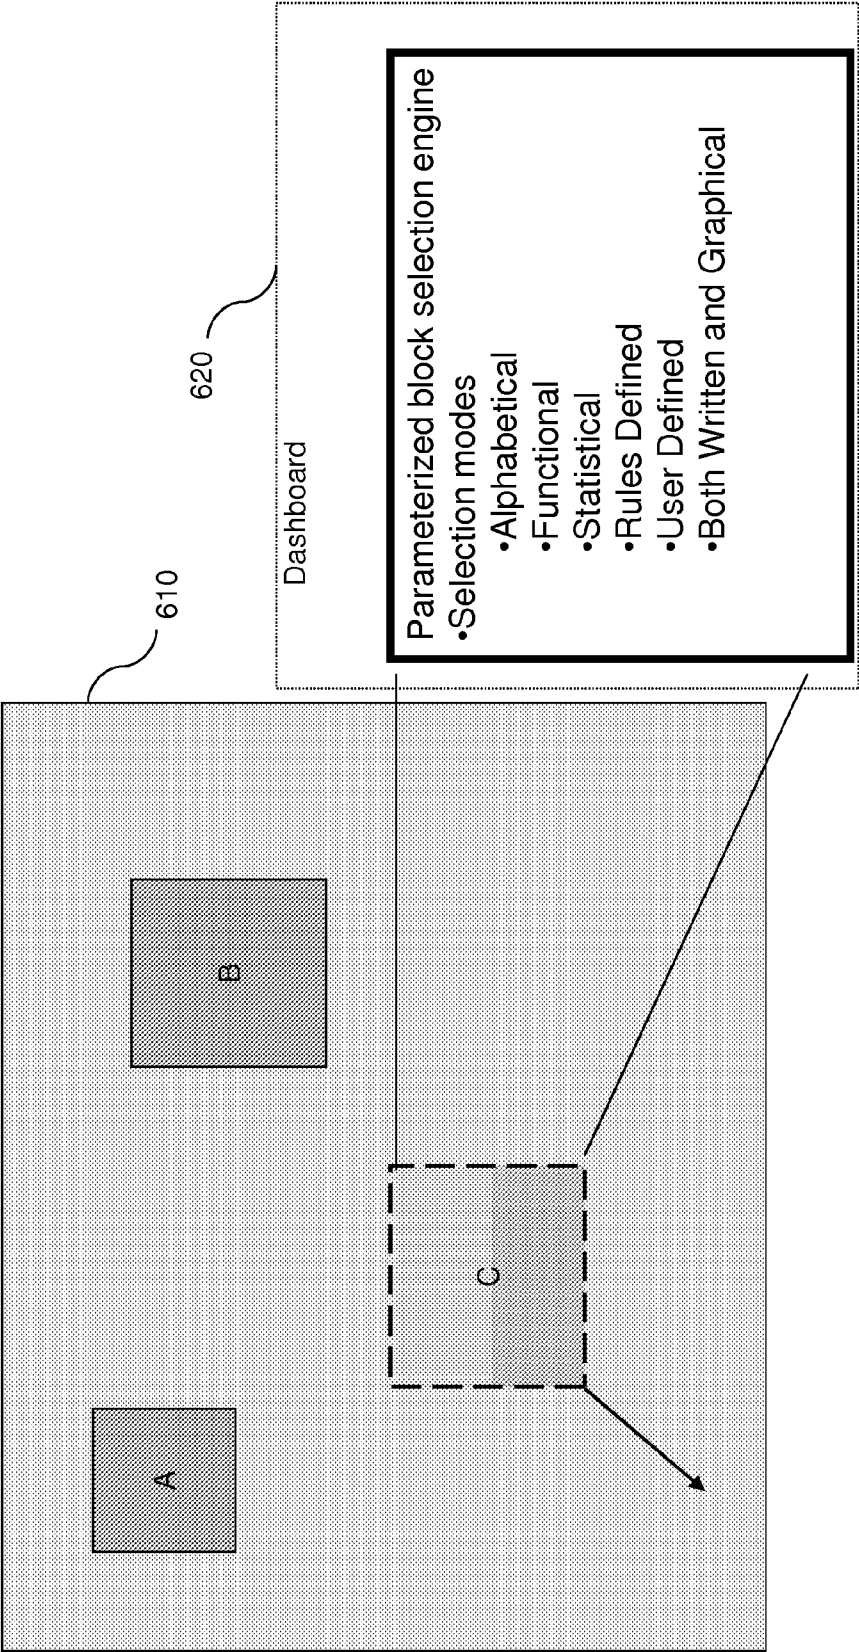 610
620
A
B
C
Dashboard
Parameterized block selection engine
•Selection modes
•Alphabetical
•Functional
•Statistical
•Rules Defined
•User Defined
•Both Written and Graphical